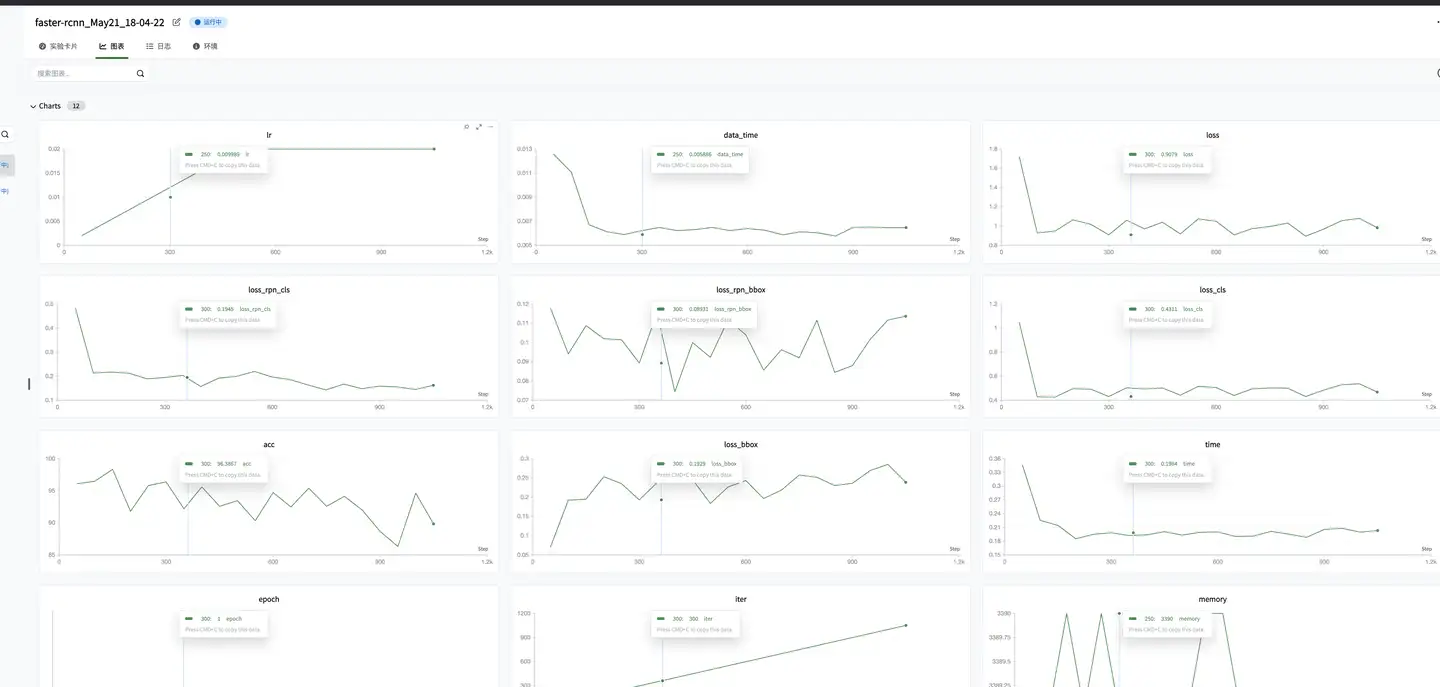 faster-rcnn_May21_18-04-22 运行中
实验卡片 图表 日志 环境
搜索图表...
Charts 12
lr
0.02
0.015
0.01
0.005
0
250: 0.009980 lr
Press CMD+C to copy this data.
Step
0 300 600 900 1.2k
data_time
0.013
0.011
0.009
0.007
0.005
250: 0.005886 data_time
Press CMD+C to copy this data.
Step
0 300 600 900 1.2k
loss
1.8
1.6
1.4
1.2
1
0.8
300: 0.9079 loss
Press CMD+C to copy this data.
Step
0 300 600 900 1.2k
loss_rpn_cls
0.5
0.4
0.3
0.2
0.1
300: 0.1945 loss_rpn_cls
Press CMD+C to copy this data.
Step
0 300 600 900 1.2k
loss_rpn_bbox
0.12
0.11
0.1
0.09
0.08
0.07
300: 0.08931 loss_rpn_bbox
Press CMD+C to copy this data.
Step
0 300 600 900 1.2k
loss_cls
1.2
1
0.8
0.6
0.4
300: 0.4311 loss_cls
Press CMD+C to copy this data.
Step
0 300 600 900 1.2k
acc
100
95
90
85
300: 96.3867 acc
Press CMD+C to copy this data.
Step
0 300 600 900 1.2k
loss_bbox
0.3
0.25
0.2
0.15
0.1
0.05
300: 0.1929 loss_bbox
Press CMD+C to copy this data.
Step
0 300 600 900 1.2k
time
0.36
0.33
0.3
0.27
0.24
0.21
0.18
0.15
300: 0.1964 time
Press CMD+C to copy this data.
Step
0 300 600 900 1.2k
epoch
300: 1 epoch
Press CMD+C to copy this data.
iter
1200
900
600
300
300: 300 iter
Press CMD+C to copy this data.
memory
3390
3389.75
3389.5
3389.25
250: 3390 memory
Press CMD+C to copy this data.